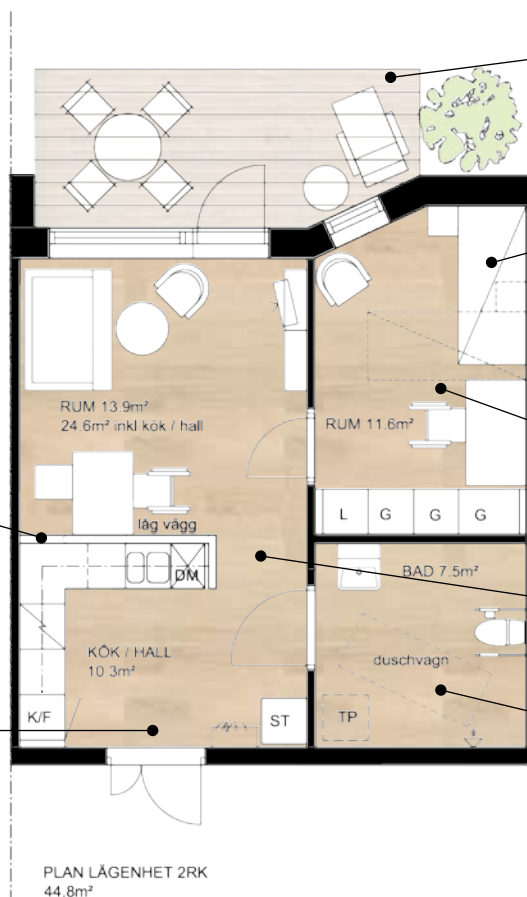 RUM 13.9m²
24.6m² inkl kök / hall
RUM 11.6m²
L G G G
låg vägg
DM
BAD 7.5m²
KÖK / HALL
10.3m²
duschvagn
K/F
ST
TP
PLAN LÄGENHET 2RK
44.8m²